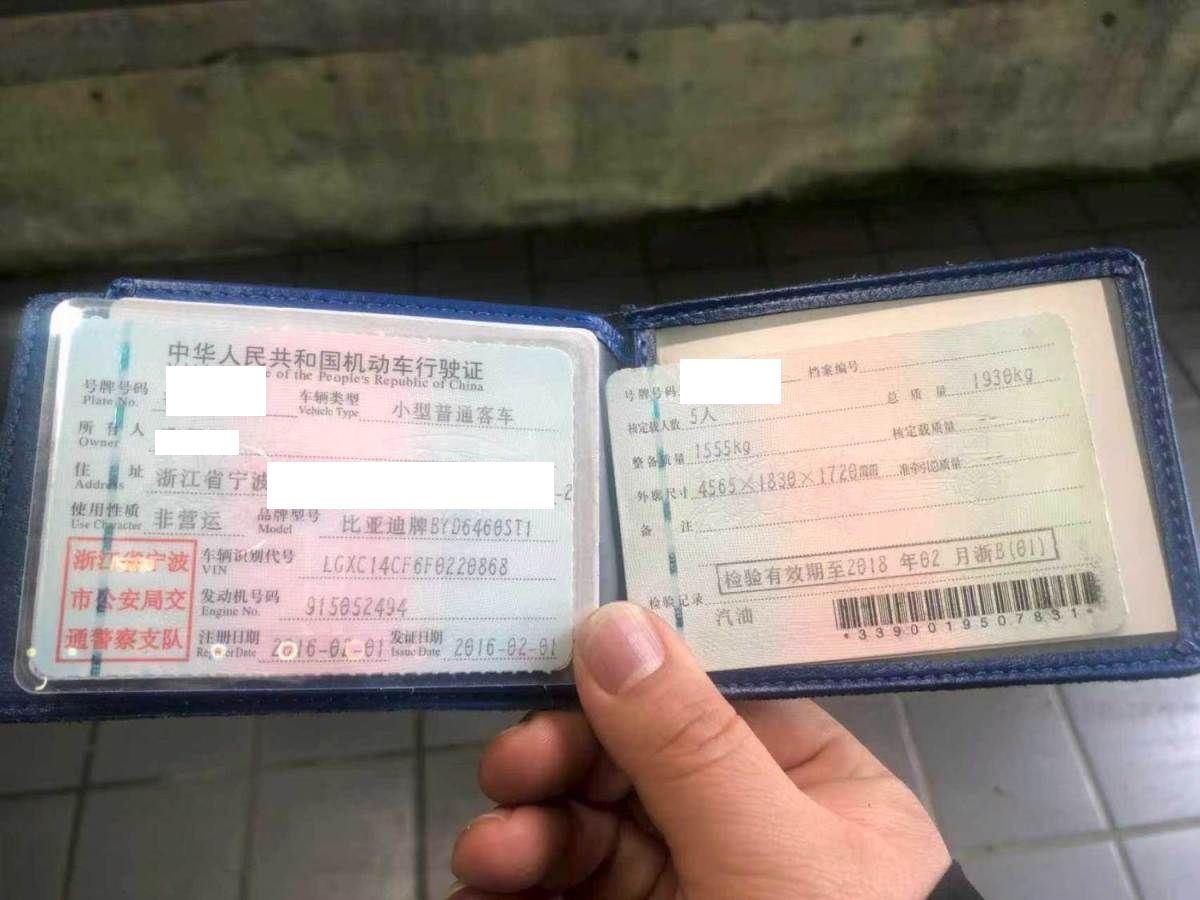 中华人民共和国机动车行驶证
of the People's Republic of China
号牌号码 车辆类型
Plate No. Vehicle Type 小型普通客车
所有人
Owner
住址
Address 浙江省宁波
使用性质 非营运 品牌型号 比亚迪牌BYD6460ST1
Use Character Model
浙江省宁波
市公安局交
通警察支队
车辆识别代号 LGXC14CF6F0220868
VIN
发动机号码 915052494
Engine No.
注册日期 2016-02-01 发证日期 2016-02-01
Register Date Issue Date
号牌号码 档案编号
核定载人数 5人 总质量 1930kg
整备质量 1555kg 核定载质量 --
外廓尺寸 4565×1830×1720 准牵引总质量 --
备注
检验有效期至2018 年02 月浙B(01)
检验记录
汽油
*3390019507831*